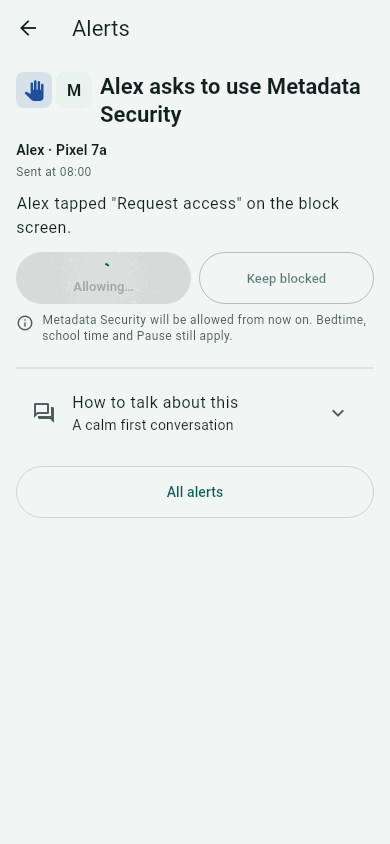 Alerts
M
Alex asks to use Metadata
Security
Alex · Pixel 7a
Sent at 08:00
Alex tapped "Request access" on the block
screen.
Allowing…
Keep blocked
Metadata Security will be allowed from now on. Bedtime,
school time and Pause still apply.
How to talk about this
A calm first conversation
All alerts